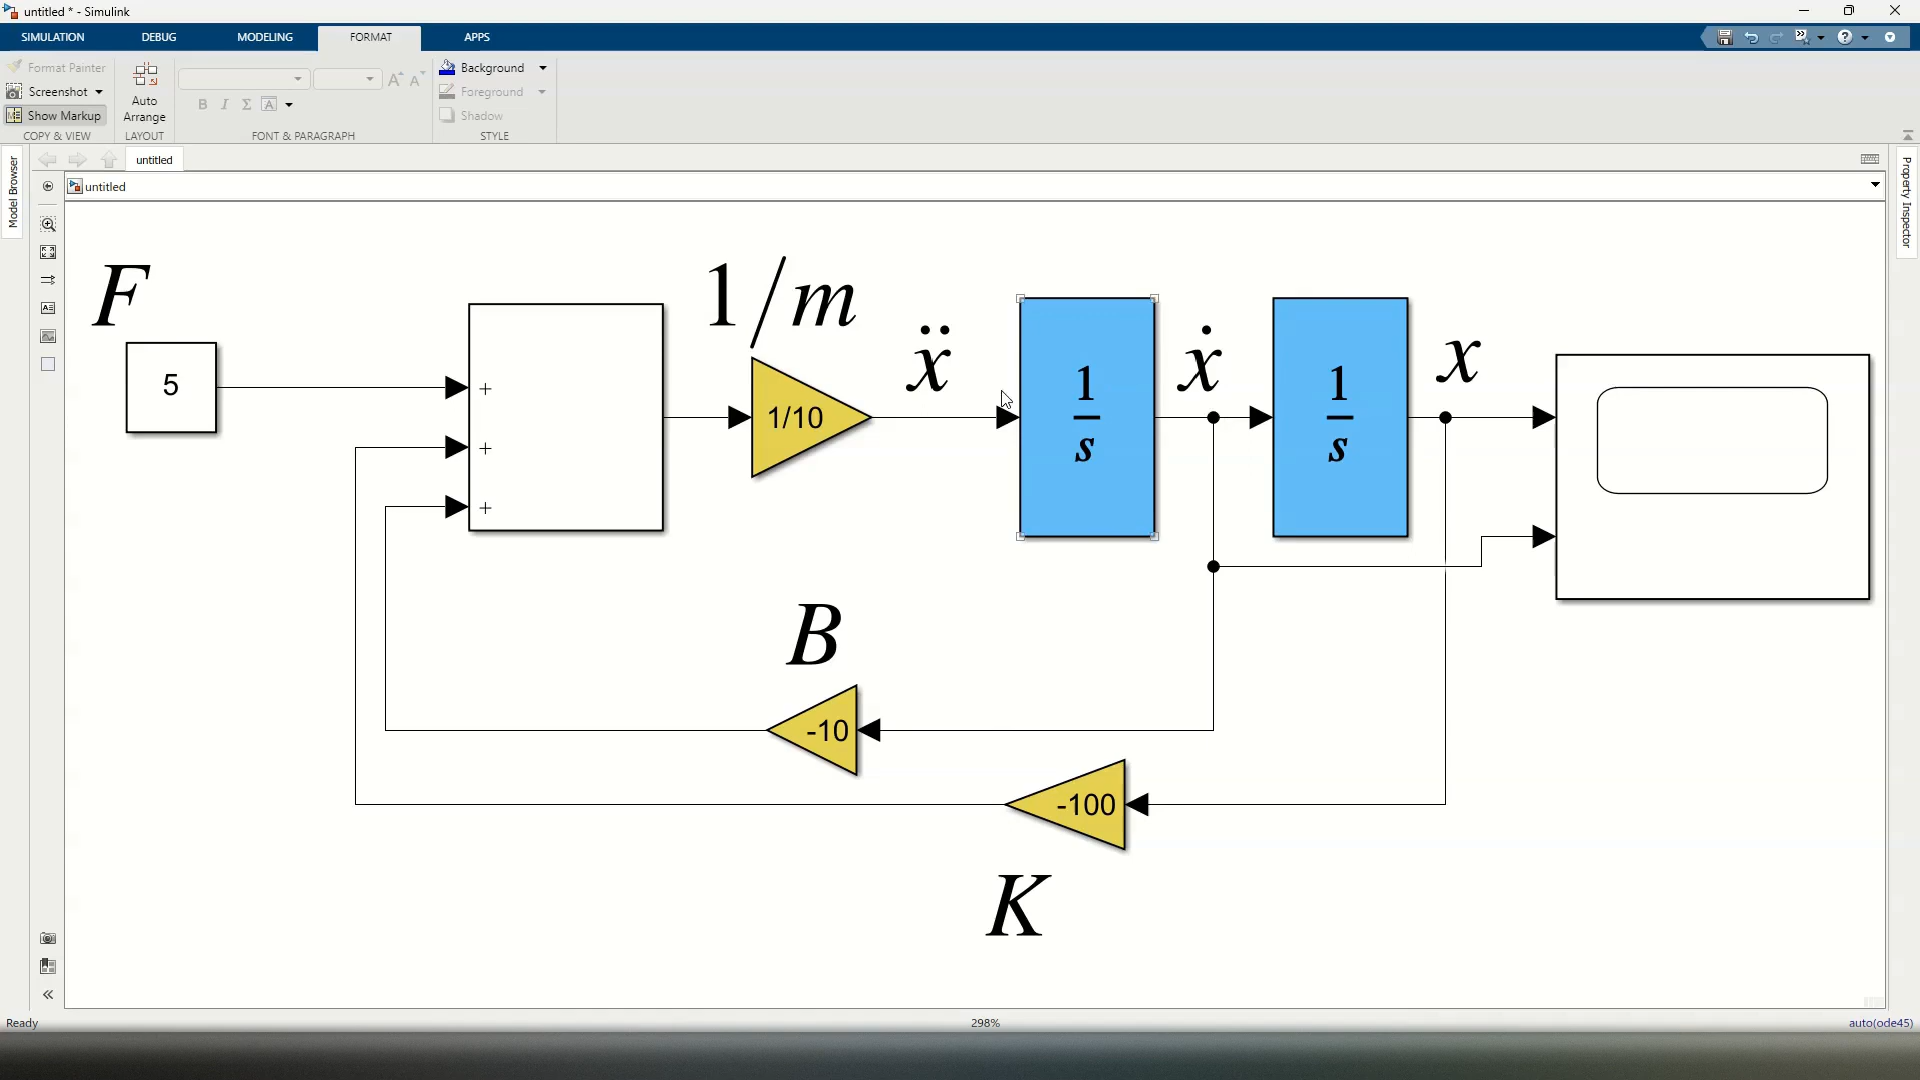 untitled * - Simulink
SIMULATION DEBUG MODELING FORMAT APPS
Format Painter
Screenshot
Show Markup
COPY & VIEW
Auto
Arrange
LAYOUT
B I Σ A
FONT & PARAGRAPH
Background
Foreground
Shadow
STYLE
Model Browser
untitled
untitled
Property Inspector
F
5
+
+
+
1/m
1/10
ẍ
1
s
ẋ
1
s
x
B
-10
-100
K
Ready 298% auto(ode45)